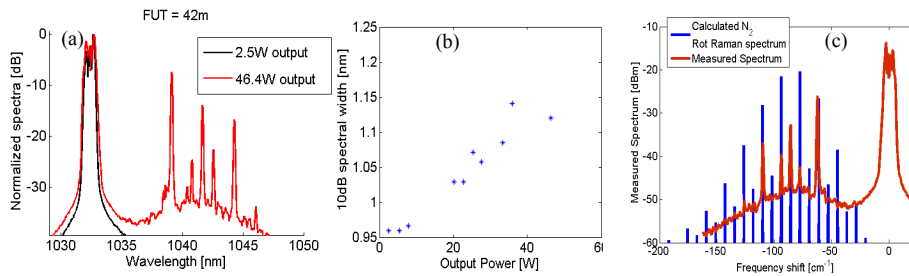 FUT = 42m
(a)
2.5W output
46.4W output
Normalized spectra [dB]
0
-10
-20
-30
1030 1035 1040 1045 1050
Wavelength [nm]
(b)
10dB spectral width [nm]
1.25
1.2
1.15
1.1
1.05
1
0.95
0 20 40 60
Output Power [W]
(c)
Calculated N2
Rot Raman spectrum
Measured Spectrum
Measured Spectrum [dBm]
-10
-20
-30
-40
-50
-60
-200 -150 -100 -50 0
Frequency shift [cm-1]